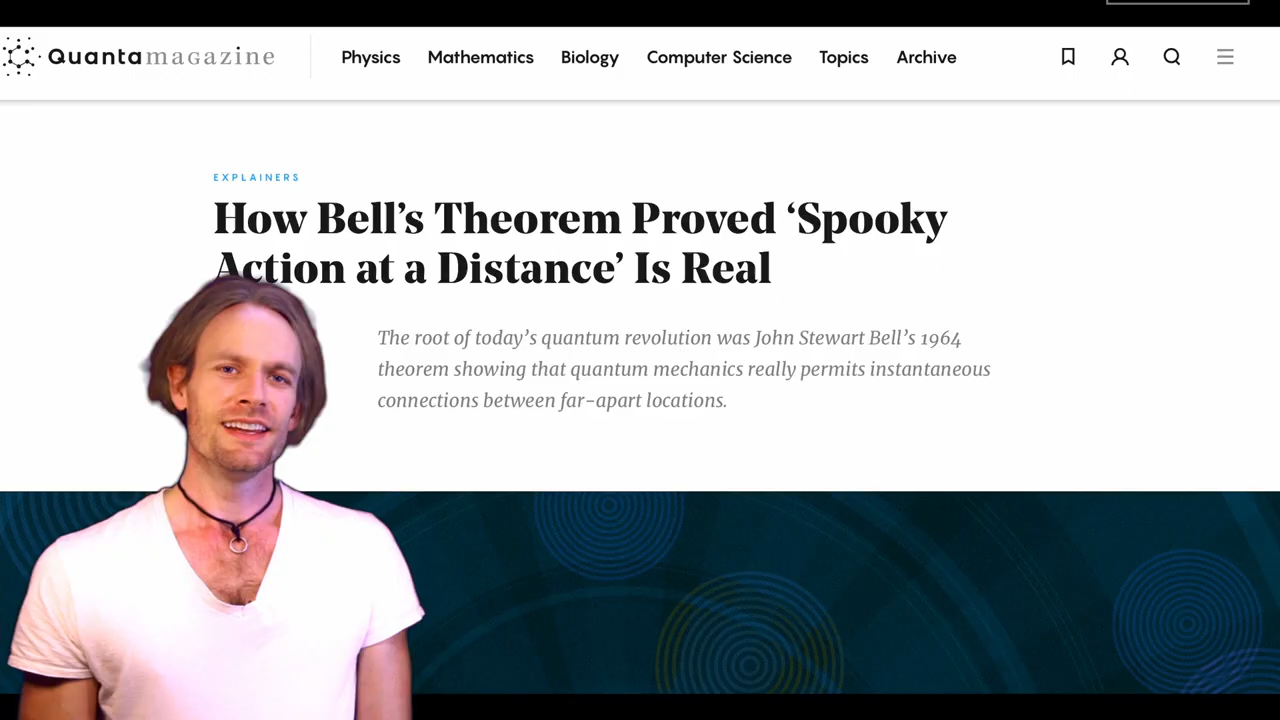 Quanta magazine
Physics Mathematics Biology Computer Science Topics Archive
EXPLAINERS
How Bell’s Theorem Proved ‘Spooky
Action at a Distance’ Is Real
The root of today’s quantum revolution was John Stewart Bell’s 1964
theorem showing that quantum mechanics really permits instantaneous
connections between far-apart locations.